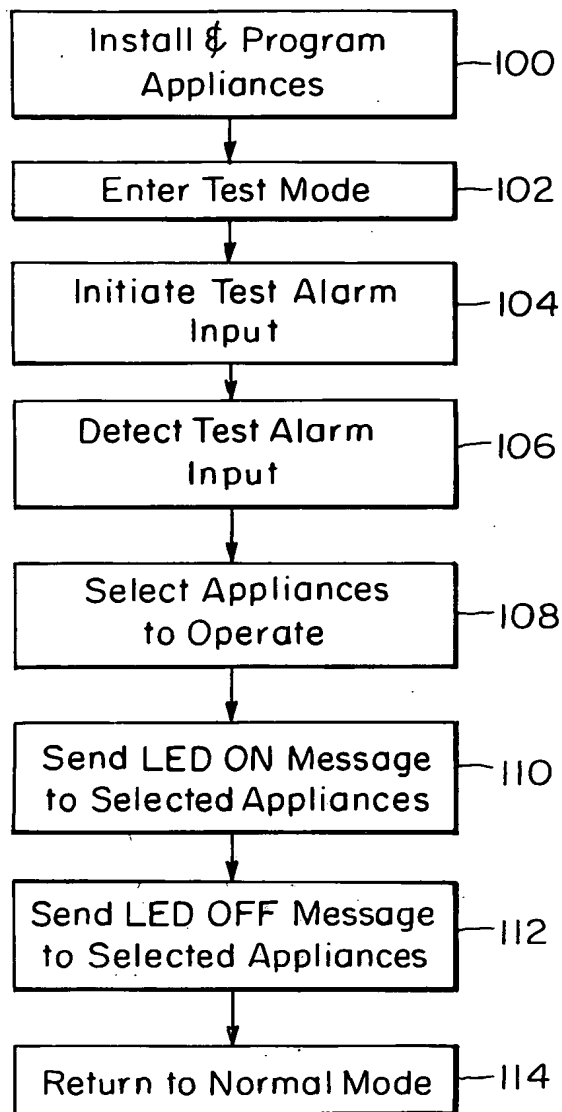 Install & Program
Appliances
100
Enter Test Mode
102
Initiate Test Alarm
Input
104
Detect Test Alarm
Input
106
Select Appliances
to Operate
108
Send LED ON Message
to Selected Appliances
110
Send LED OFF Message
to Selected Appliances
112
Return to Normal Mode
114